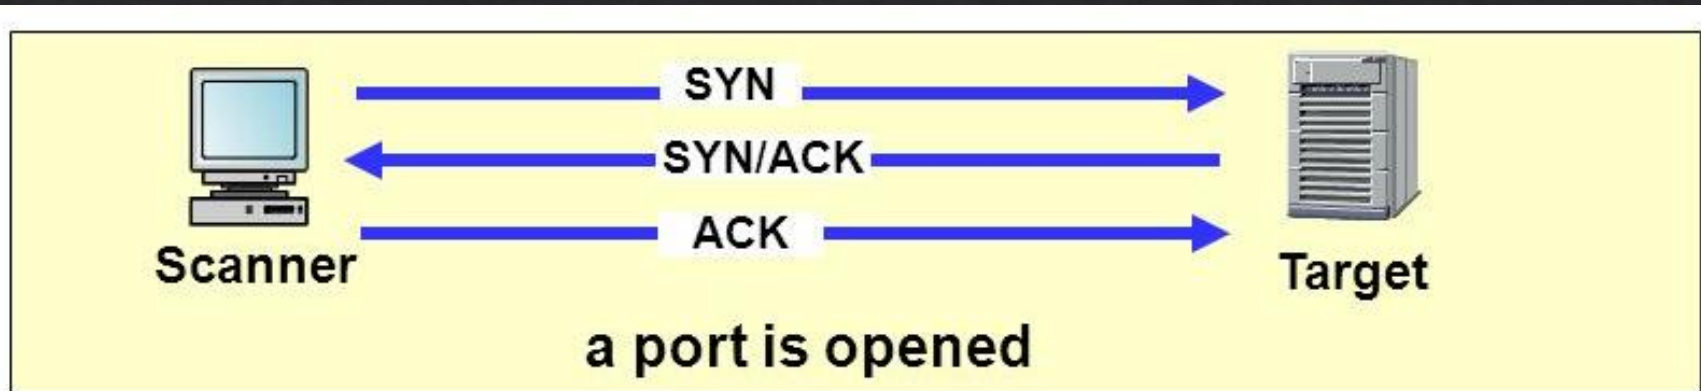 SYN
SYN/ACK
ACK
Scanner
Target
a port is opened